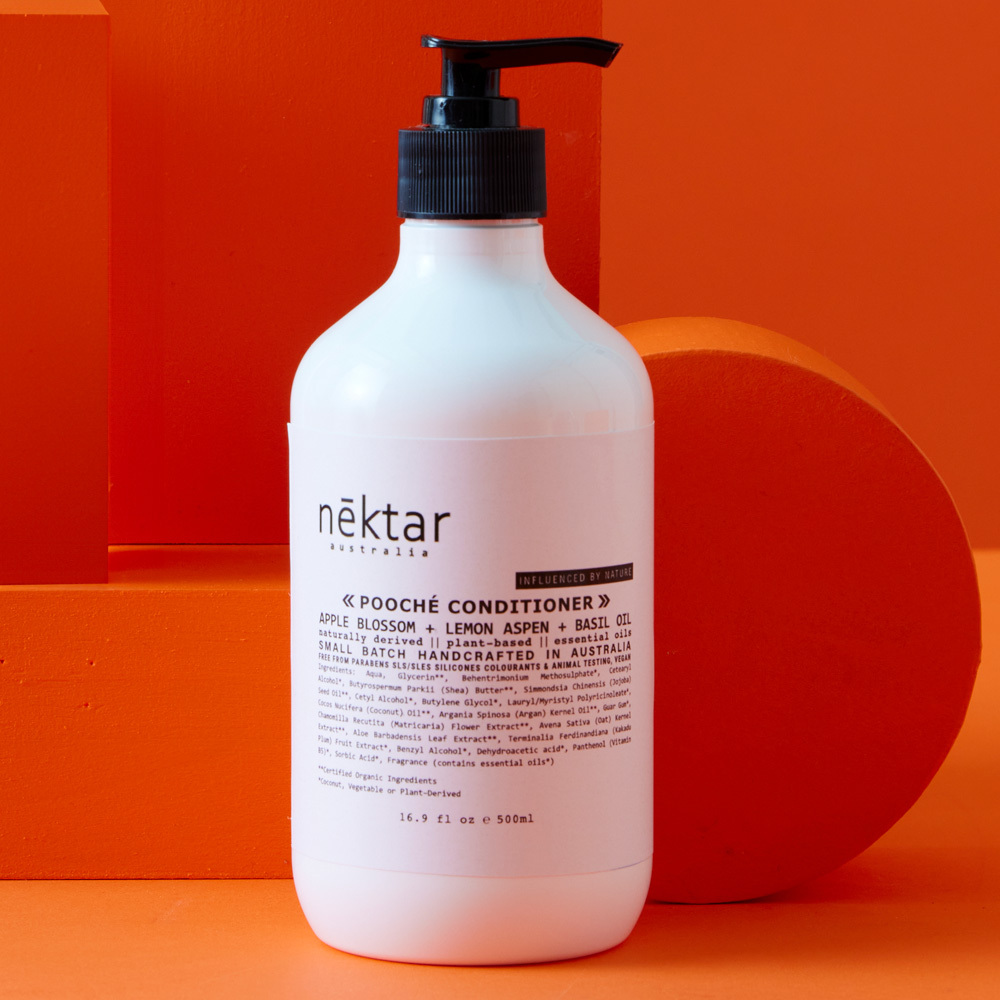 nēktar
australia
INFLUENCED BY NATURE
«POOCHÉ CONDITIONER»
APPLE BLOSSOM + LEMON ASPEN + BASIL OIL
naturally derived || plant-based || essential oils
SMALL BATCH HANDCRAFTED IN AUSTRALIA
FREE FROM PARABENS SLS/SLES SILICONES COLOURANTS & ANIMAL TESTING, VEGAN
Ingredients: Aqua, Glycerin**, Behentrimonium Methosulphate*, Cetearyl
Alcohol*, Butyrospermum Parkii (Shea) Butter**, Simmondsia Chinensis (Jojoba)
Seed Oil**, Cetyl Alcohol*, Butylene Glycol*, Lauryl/Myristyl Polyricinoleate*,
Cocos Nucifera (Coconut) Oil**, Argania Spinosa (Argan) Kernel Oil**, Guar Gum*,
Chamomilla Recutita (Matricaria) Flower Extract**, Avena Sativa (Oat) Kernel
Extract**, Aloe Barbadensis Leaf Extract**, Terminalia Ferdinandiana (Kakadu
Plum) Fruit Extract*, Benzyl Alcohol*, Dehydroacetic acid*, Panthenol (Vitamin
B5)*, Sorbic Acid*, Fragrance (contains essential oils*)
**Certified Organic Ingredients
*Coconut, Vegetable or Plant-Derived
16.9 fl oz ℮ 500ml